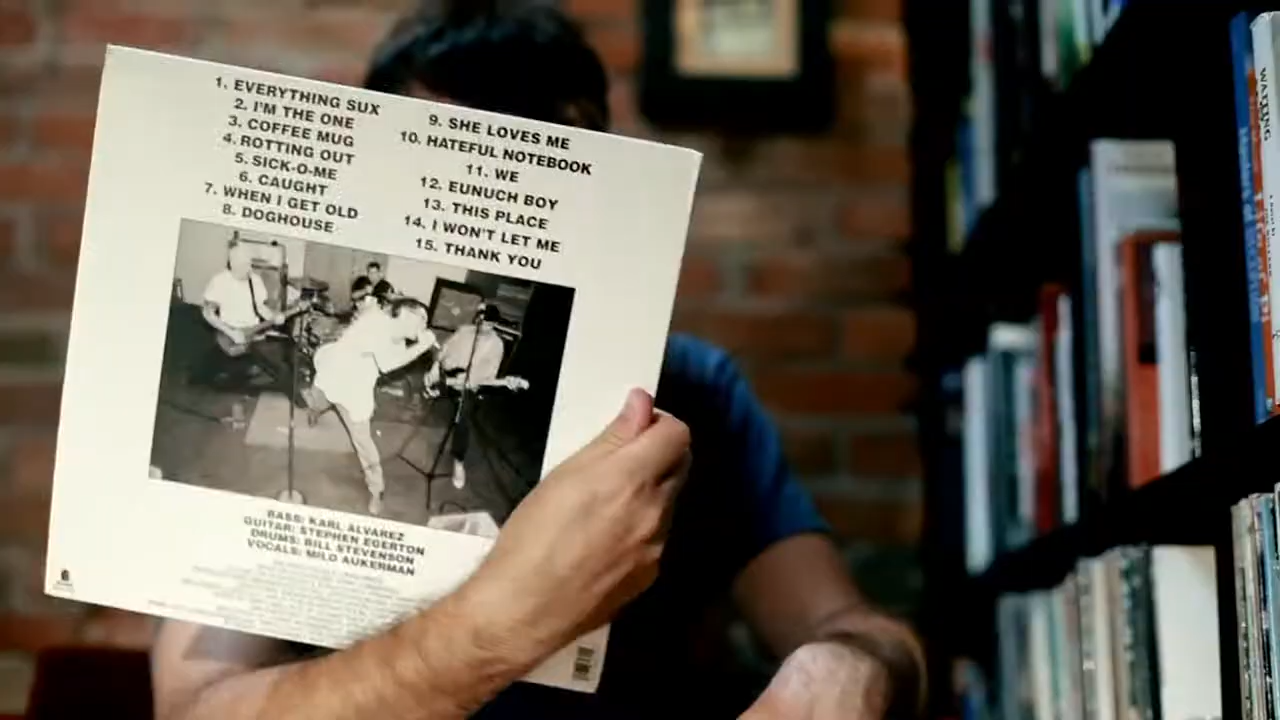 1. EVERYTHING SUX
2. I'M THE ONE
3. COFFEE MUG
4. ROTTING OUT
5. SICK-O-ME
6. CAUGHT
7. WHEN I GET OLD
8. DOGHOUSE
9. SHE LOVES ME
10. HATEFUL NOTEBOOK
11. WE
12. EUNUCH BOY
13. THIS PLACE
14. I WON'T LET ME
15. THANK YOU
BASS: KARL ALVAREZ
GUITAR: STEPHEN EGERTON
DRUMS: BILL STEVENSON
VOCALS: MILO AUKERMAN